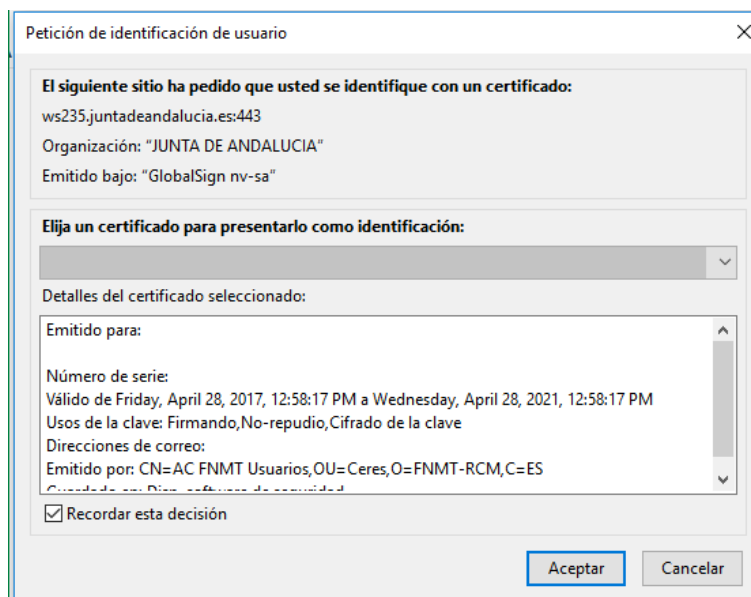 Petición de identificación de usuario
El siguiente sitio ha pedido que usted se identifique con un certificado:
ws235.juntadeandalucia.es:443
Organización: “JUNTA DE ANDALUCIA”
Emitido bajo: “GlobalSign nv-sa”
Elija un certificado para presentarlo como identificación:
Detalles del certificado seleccionado:
Emitido para:
Número de serie:
Válido de Friday, April 28, 2017, 12:58:17 PM a Wednesday, April 28, 2021, 12:58:17 PM
Usos de la clave: Firmando,No-repudio,Cifrado de la clave
Direcciones de correo:
Emitido por: CN=AC FNMT Usuarios,OU=Ceres,O=FNMT-RCM,C=ES
Recordar esta decisión
Aceptar
Cancelar